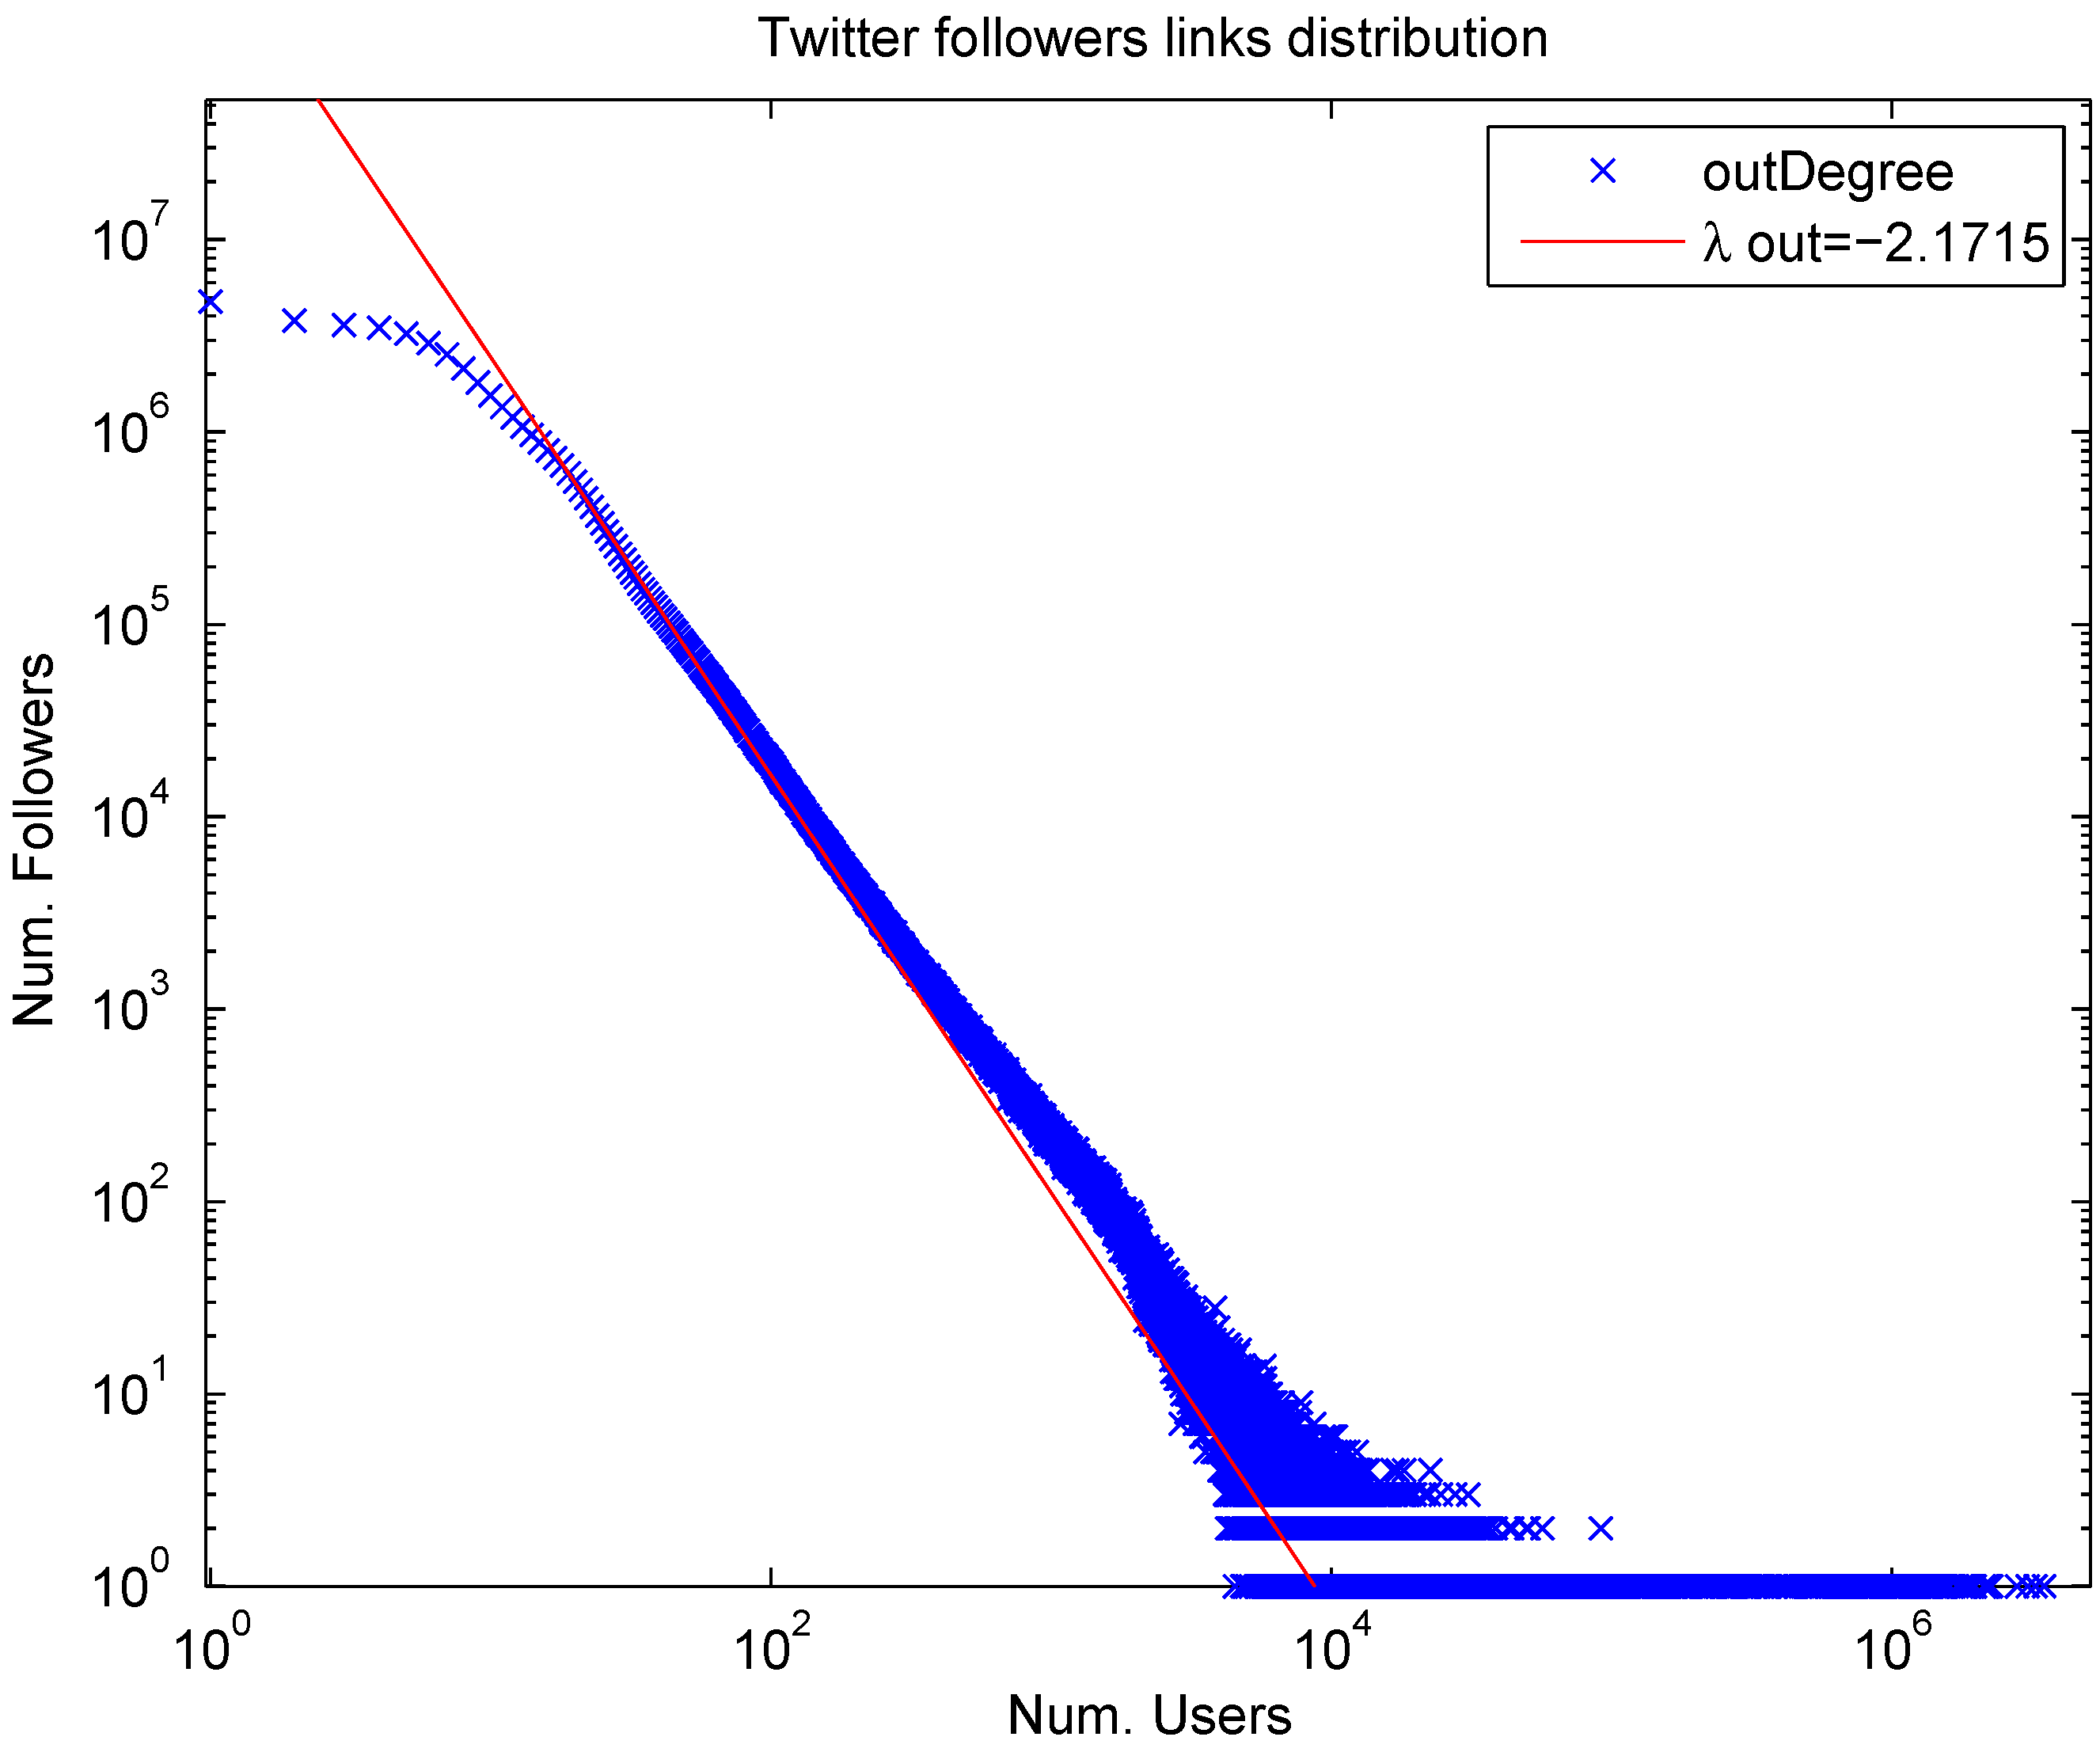 Twitter followers links distribution
outDegree
λ out=−2.1715
10^7
10^6
10^5
10^4
10^3
10^2
10^1
10^0
Num. Followers
10^0 10^2 10^4 10^6
Num. Users